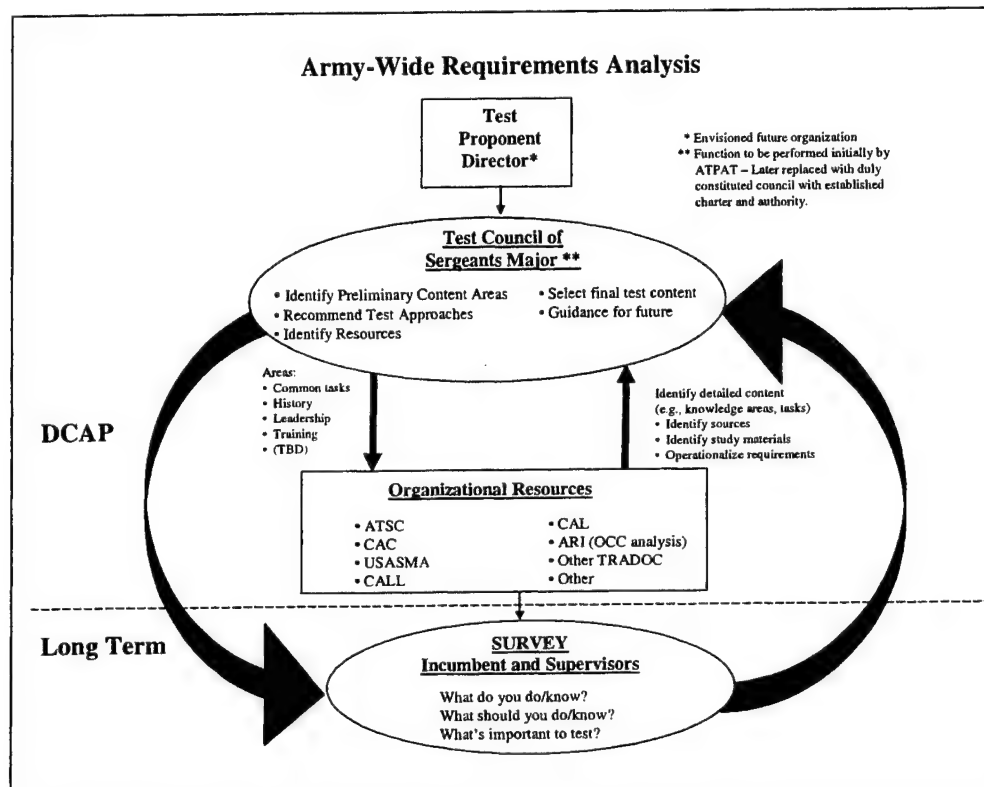 Army-Wide Requirements Analysis
Test
Proponent
Director*
* Envisioned future organization
** Function to be performed initially by
ATPAT – Later replaced with duly
constituted council with established
charter and authority.
Test Council of
Sergeants Major **
• Identify Preliminary Content Areas
• Recommend Test Approaches
• Identify Resources
• Select final test content
• Guidance for future
Areas:
• Common tasks
• History
• Leadership
• Training
• (TBD)
Identify detailed content
(e.g., knowledge areas, tasks)
• Identify sources
• Identify study materials
• Operationalize requirements
DCAP
Organizational Resources
• ATSC
• CAC
• USASMA
• CALL
• CAL
• ARI (OCC analysis)
• Other TRADOC
• Other
Long Term
SURVEY
Incumbent and Supervisors
What do you do/know?
What should you do/know?
What's important to test?